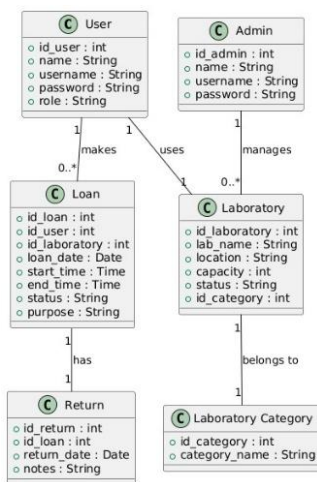 C User
+ id_user : int
+ name : String
+ username : String
+ password : String
+ role : String
C Admin
+ id_admin : int
+ name : String
+ username : String
+ password : String
1
1
1
makes
uses
manages
0..*
1
0..*
C Loan
+ id_loan : int
+ id_user : int
+ id_laboratory : int
+ loan_date : Date
+ start_time : Time
+ end_time : Time
+ status : String
+ purpose : String
C Laboratory
+ id_laboratory : int
+ lab_name : String
+ location : String
+ capacity : int
+ status : String
+ id_category : int
1
1
has
belongs to
1
1
C Return
+ id_return : int
+ id_loan : int
+ return_date : Date
+ notes : String
C Laboratory Category
+ id_category : int
+ category_name : String